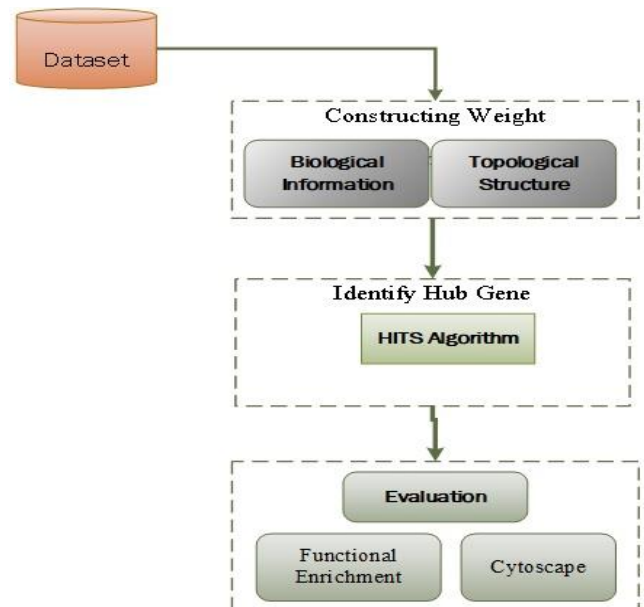 Dataset
Constructing Weight
Biological
Information
Topological
Structure
Identify Hub Gene
HITS Algorithm
Evaluation
Functional
Enrichment
Cytoscape